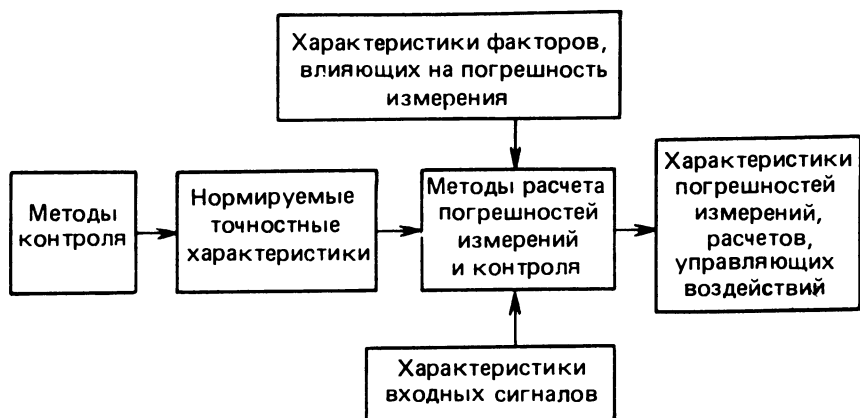 Характеристики факторов,
влияющих на погрешность
измерения
Методы
контроля
Нормируемые
точностные
характеристики
Методы расчета
погрешностей
измерений
и контроля
Характеристики
погрешностей
измерений,
расчетов,
управляющих
воздействий
Характеристики
входных сигналов